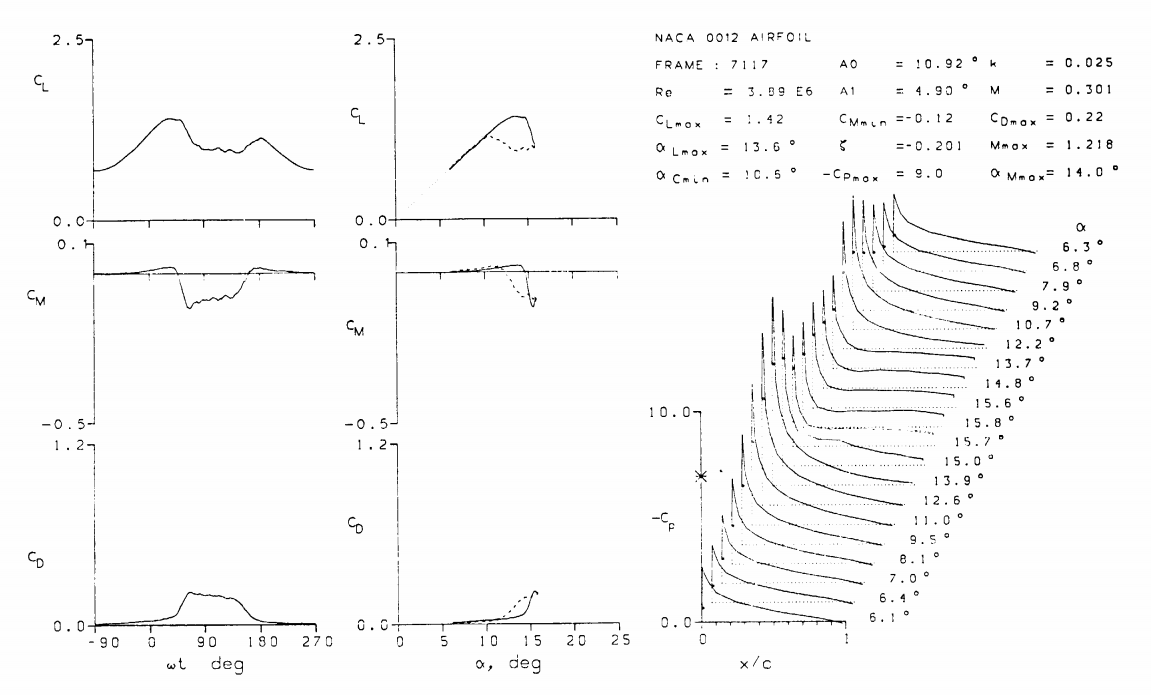 NACA 0012 AIRFOIL
FRAME : 7117 A0 = 10.92 ° k = 0.025
Re = 3.89 E6 A1 = 4.90 ° M = 0.301
CLmax = 1.42 CMmin =-0.12 CDmax = 0.22
αLmax = 13.6 ° ζ =-0.201 Mmax = 1.218
αCmin = 10.5 ° -CPmax = 9.0 αMmax= 14.0 °
2.5
CL
0.0
2.5
CL
0.0
0.1
CM
-0.5
0.1
CM
-0.5
1.2
CD
0.0
-90 0 90 180 270
ωt deg
1.2
CD
0.0
0 5 10 15 20 25
α, deg
α
6.3 °
6.8 °
7.9 °
9.2 °
10.7 °
12.2 °
13.7 °
14.8 °
15.6 °
15.8 °
15.7 °
15.0 °
13.9 °
12.6 °
11.0 °
9.5 °
8.1 °
7.0 °
6.4 °
6.1 °
10.0
-Cp
0.0
0 1
x/c